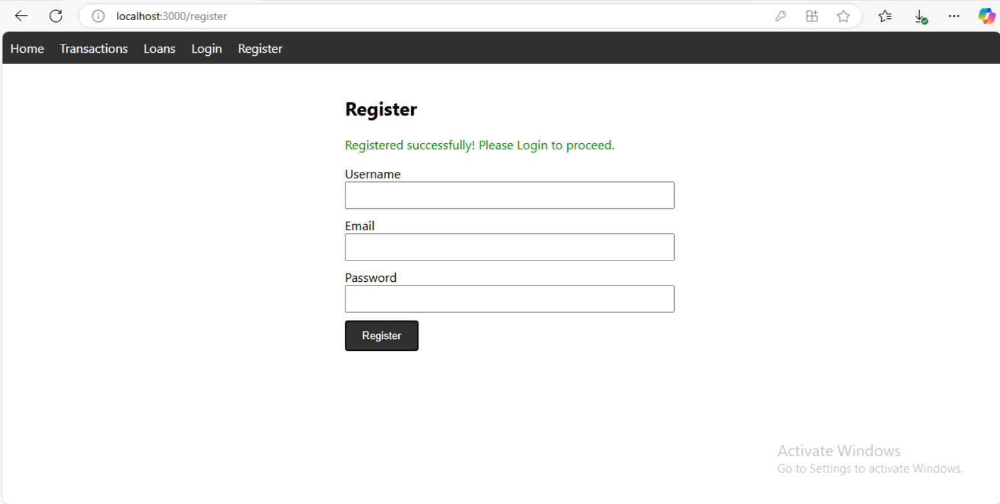 localhost:3000/register
Home Transactions Loans Login Register
Register
Registered successfully! Please Login to proceed.
Username
Email
Password
Register
Activate Windows
Go to Settings to activate Windows.